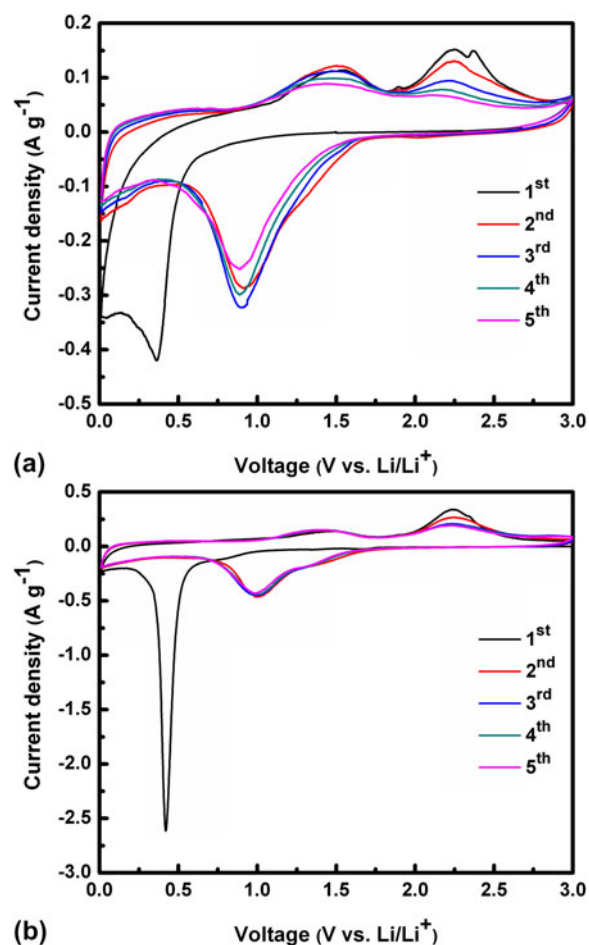 0.2
0.1
0.0
-0.1
-0.2
-0.3
-0.4
-0.5
Current density (A g⁻¹)
1ˢᵗ
2ⁿᵈ
3ʳᵈ
4ᵗʰ
5ᵗʰ
0.0 0.5 1.0 1.5 2.0 2.5 3.0
(a) Voltage (V vs. Li/Li⁺)
0.5
0.0
-0.5
-1.0
-1.5
-2.0
-2.5
-3.0
Current density (A g⁻¹)
1ˢᵗ
2ⁿᵈ
3ʳᵈ
4ᵗʰ
5ᵗʰ
0.0 0.5 1.0 1.5 2.0 2.5 3.0
(b) Voltage (V vs. Li/Li⁺)